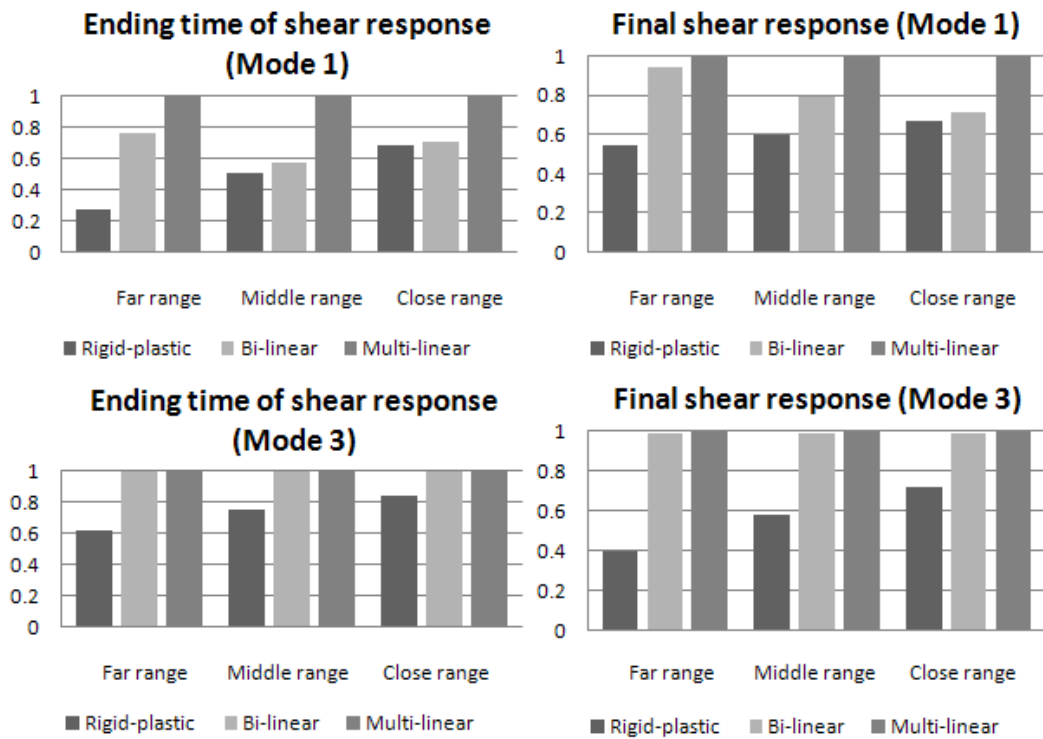 Ending time of shear response
(Mode 1)
1
0.8
0.6
0.4
0.2
0
Far range Middle range Close range
Rigid-plastic Bi-linear Multi-linear
Final shear response (Mode 1)
1
0.8
0.6
0.4
0.2
0
Far range Middle range Close range
Rigid-plastic Bi-linear Multi-linear
Ending time of shear response
(Mode 3)
1
0.8
0.6
0.4
0.2
0
Far range Middle range Close range
Rigid-plastic Bi-linear Multi-linear
Final shear response (Mode 3)
1
0.8
0.6
0.4
0.2
0
Far range Middle range Close range
Rigid-plastic Bi-linear Multi-linear